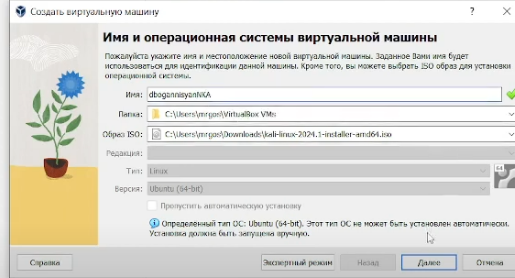 Создать виртуальную машину
Имя и операционная системы виртуальной машины
Пожалуйста укажите имя и местоположение новой виртуальной машины. Заданное Вами имя будет
использоваться для идентификации данной машины. Кроме того, вы можете выбрать ISO образ для установки
операционной системы.
Имя: dbogannisyanNKA
Папка: C:\Users\mrgori\VirtualBox VMs
Образ ISO: C:\Users\mrgori\Downloads\kali-linux-2024.1-installer-amd64.iso
Редакция:
Тип: Linux
Версия: Ubuntu (64-bit)
64
Пропустить автоматическую установку
Определенный тип ОС: Ubuntu (64-bit). Этот тип ОС не может быть установлен автоматически.
Установка должна быть запущена вручную.
Справка Экспертный режим Назад Далее Отмена